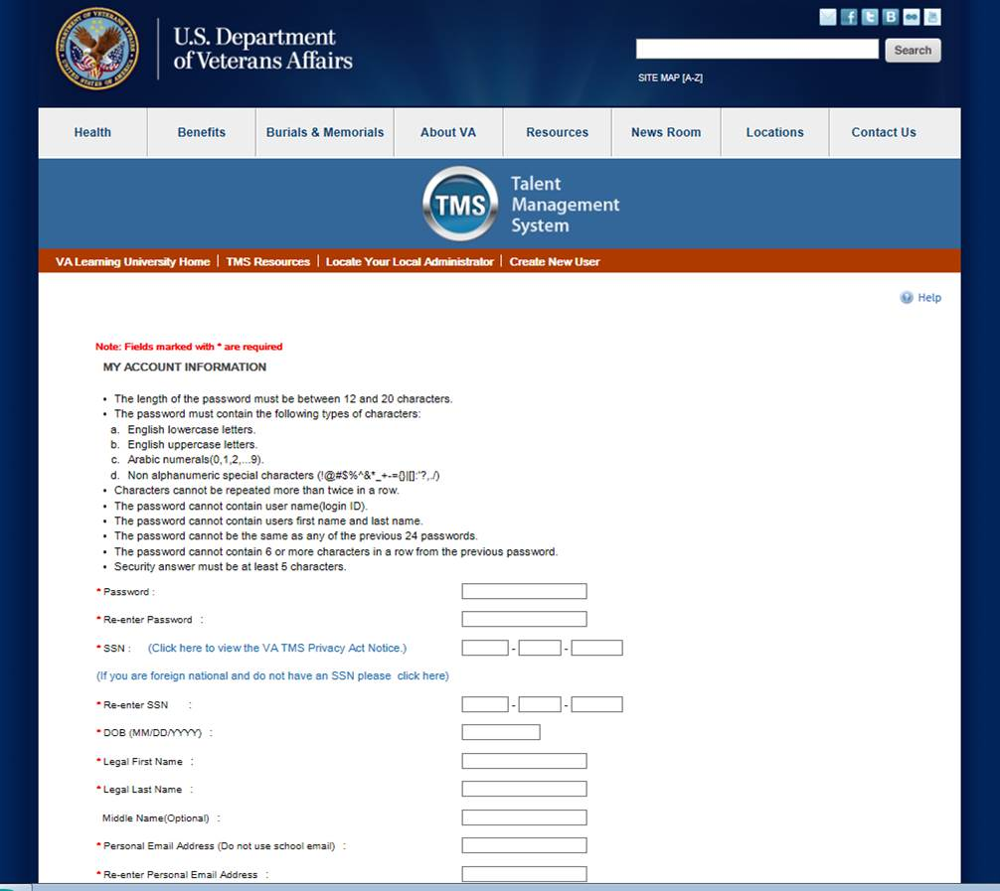 U.S. Department
of Veterans Affairs
Search
SITE MAP [A-Z]
Health Benefits Burials & Memorials About VA Resources News Room Locations Contact Us
TMS
Talent
Management
System
VA Learning University Home | TMS Resources | Locate Your Local Administrator | Create New User
Help
Note: Fields marked with * are required
MY ACCOUNT INFORMATION
• The length of the password must be between 12 and 20 characters.
• The password must contain the following types of characters:
a. English lowercase letters.
b. English uppercase letters.
c. Arabic numerals(0,1,2,...9).
d. Non alphanumeric special characters (!@#$%^&*_+-={}|[]:'?,./)
• Characters cannot be repeated more than twice in a row.
• The password cannot contain user name(login ID).
• The password cannot contain users first name and last name.
• The password cannot be the same as any of the previous 24 passwords.
• The password cannot contain 6 or more characters in a row from the previous password.
• Security answer must be at least 5 characters.
* Password :
* Re-enter Password :
* SSN : (Click here to view the VA TMS Privacy Act Notice.) - -
(If you are foreign national and do not have an SSN please click here)
* Re-enter SSN : - -
* DOB (MM/DD/YYYY) :
* Legal First Name :
* Legal Last Name :
Middle Name(Optional) :
* Personal Email Address (Do not use school email) :
* Re-enter Personal Email Address :